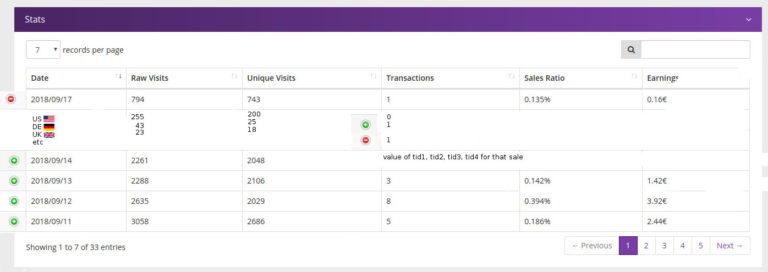 Stats
7 records per page
Date Raw Visits Unique Visits Transactions Sales Ratio Earnings
2018/09/17 794 743 1 0.135% 0.16€
US 255 200 0
DE 43 25 1
UK 23 18 1
etc
value of tid1, tid2, tid3, tid4 for that sale
2018/09/14 2261 2048
2018/09/13 2288 2106 3 0.142% 1.42€
2018/09/12 2635 2029 8 0.394% 3.92€
2018/09/11 3058 2686 5 0.186% 2.44€
Showing 1 to 7 of 33 entries
← Previous 1 2 3 4 5 Next →